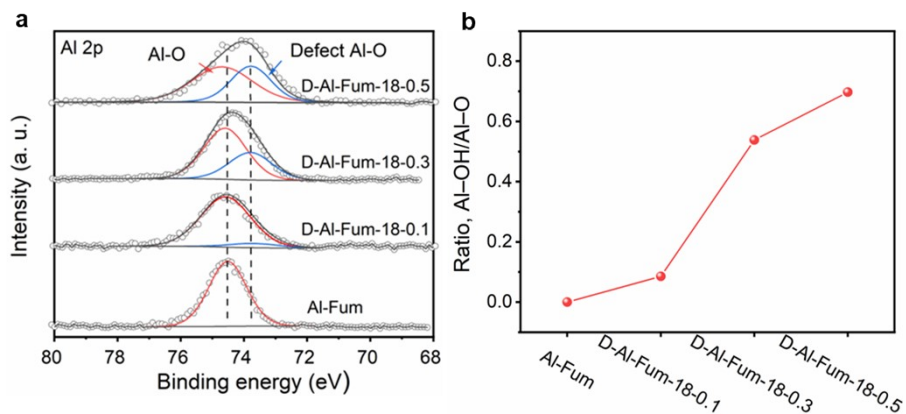 a
Al 2p
Al-O
Defect Al-O
D-Al-Fum-18-0.5
D-Al-Fum-18-0.3
D-Al-Fum-18-0.1
Al-Fum
Intensity (a. u.)
80 78 76 74 72 70 68
Binding energy (eV)
b
Ratio, Al–OH/Al–O
0.8
0.6
0.4
0.2
0.0
Al-Fum
D-Al-Fum-18-0.1
D-Al-Fum-18-0.3
D-Al-Fum-18-0.5